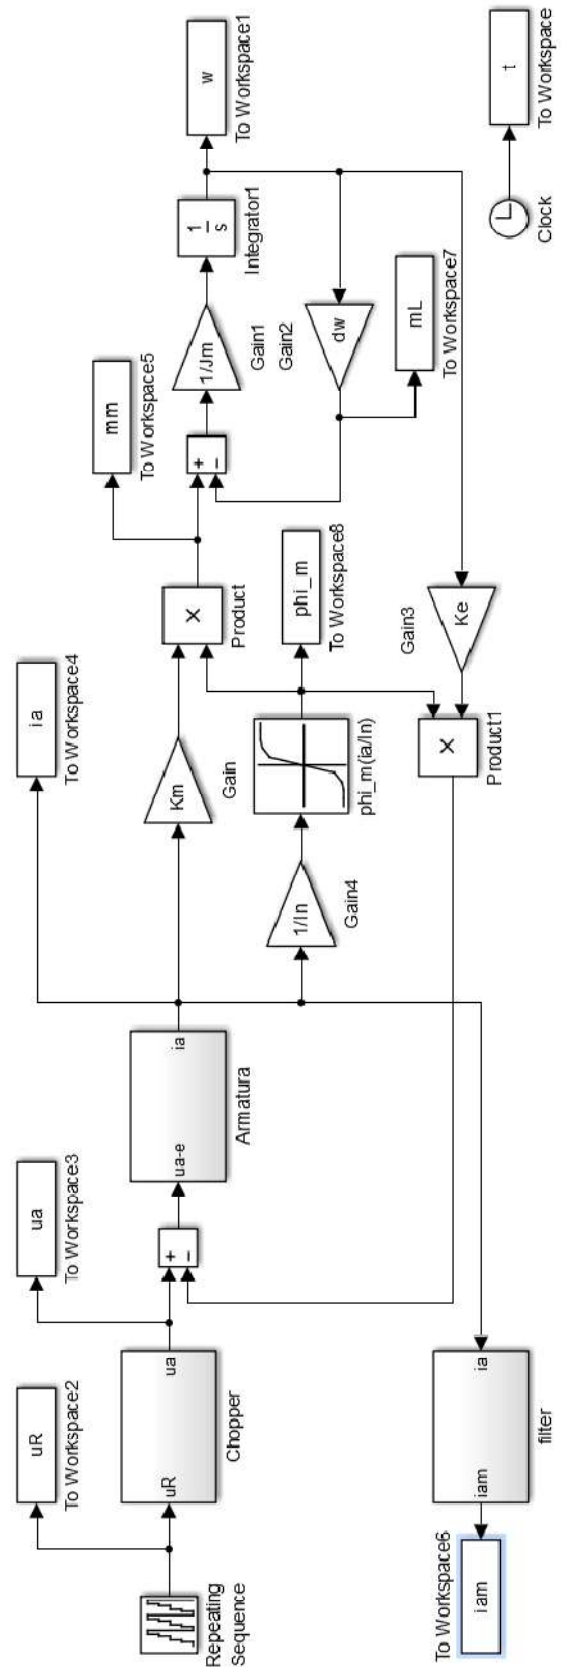 uR
To Workspace2
ua
To Workspace3
ia
To Workspace4
mm
To Workspace5
w
To Workspace1
Repeating
Sequence
uR
ua
Chopper
+
−
ua-e
ia
Armatura
Km
Gain
×
Product
+
−
1/Jm
Gain1
1
s
Integrator1
1/In
Gain4
phi_m(ia/In)
phi_m
To Workspace8
Gain2
dw
mL
To Workspace7
×
Product1
Gain3
Ke
To Workspace6
iam
iam
ia
filter
Clock
t
To Workspace